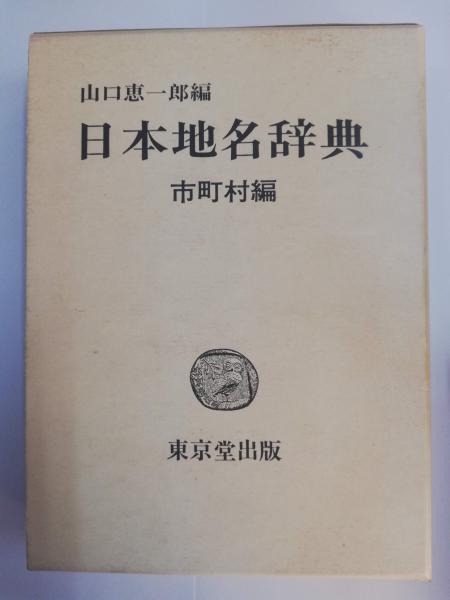 山口恵一郎編
日本地名辞典
市町村編
東京堂出版